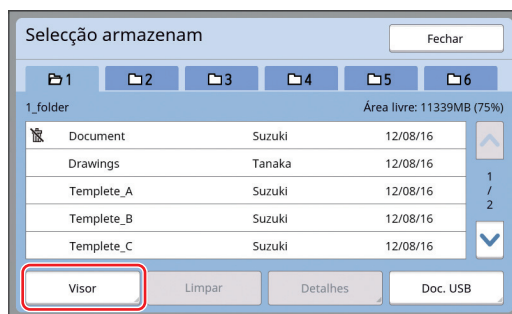 Selecção armazenam Fechar
1 2 3 4 5 6
1_folder Área livre: 11339MB (75%)
Document Suzuki 12/08/16
Drawings Tanaka 12/08/16
Templete_A Suzuki 12/08/16
Templete_B Suzuki 12/08/16
Templete_C Suzuki 12/08/16
1
/
2
Visor Limpar Detalhes Doc. USB